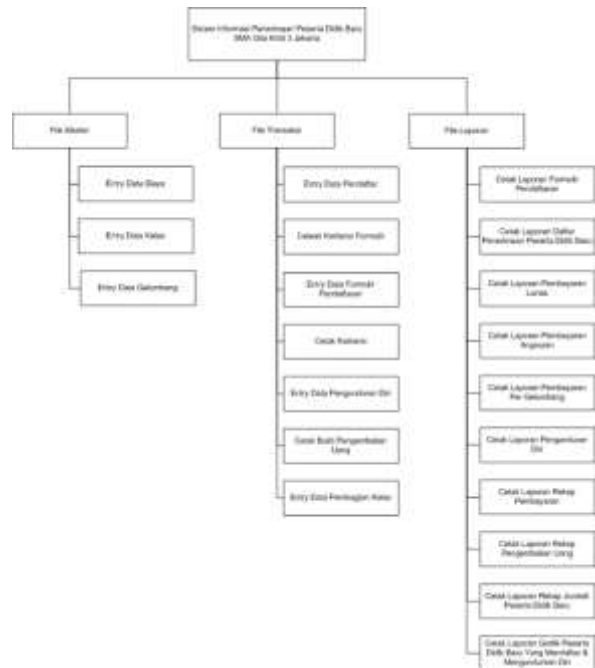 Sistem Informasi Penerimaan Peserta Didik Baru
SMA 3 Jakarta
File Master
File Transaksi
File Laporan
Entry Data Biaya
Entry Data Kelas
Entry Data Gelombang
Entry Data Pendaftar
Cetak Kwitansi Formulir
Entry Data Formulir
Pendaftaran
Cetak Kwitansi
Entry Data Pengunduran Diri
Cetak Bukti Pengembalian
Uang
Entry Data Pembagian Kelas
Cetak Laporan Formulir
Pendaftaran
Cetak Laporan Daftar
Penerimaan Peserta Didik Baru
Cetak Laporan Pembayaran
Lunas
Cetak Laporan Pembayaran
Angsuran
Cetak Laporan Pembayaran
Per Gelombang
Cetak Laporan Pengunduran
Diri
Cetak Laporan Rekap
Pembayaran
Cetak Laporan Rekap
Pengembalian Uang
Cetak Laporan Rekap Jumlah
Peserta Didik Baru
Cetak Laporan Grafik Peserta
Didik Baru Yang Mendaftar &
Mengundurkan Diri